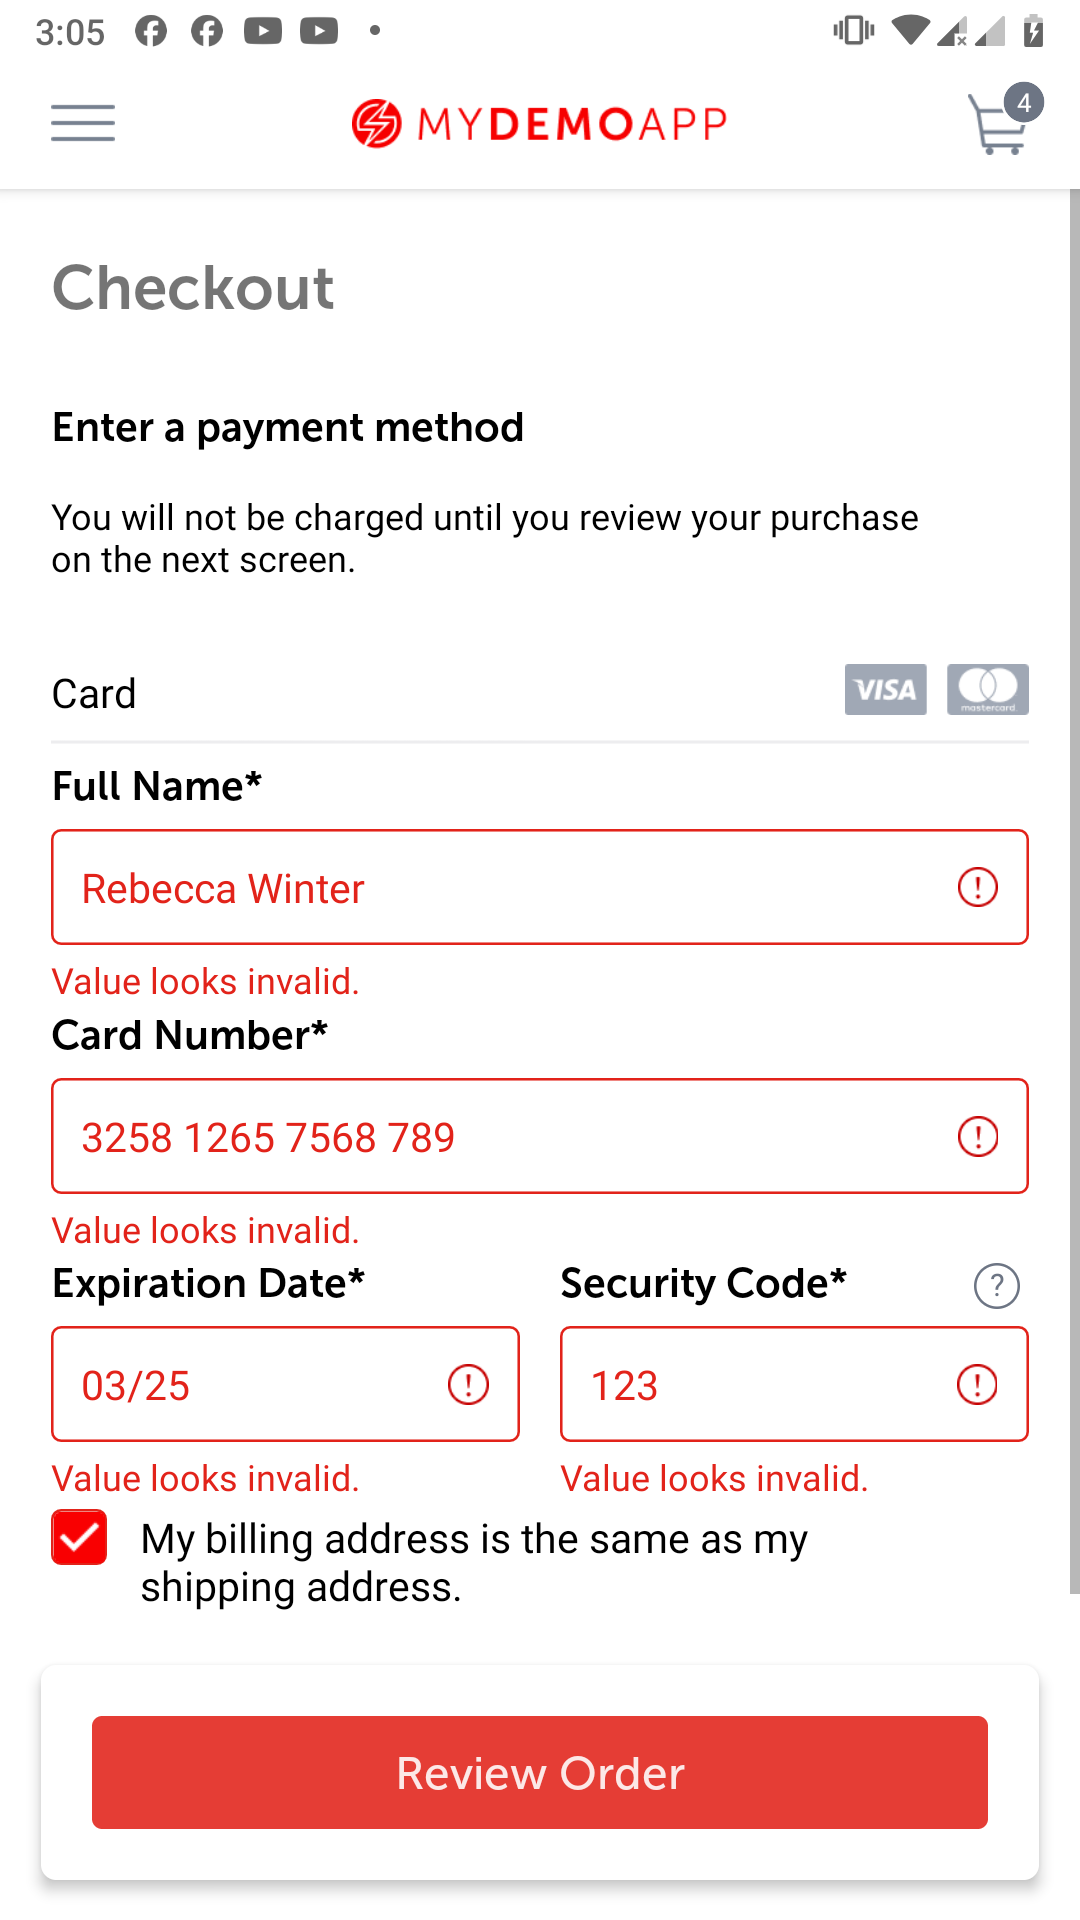 3:05
4
MYDEMOAPP
Checkout
Enter a payment method
You will not be charged until you review your purchase
on the next screen.
Card
VISA
mastercard.
Full Name*
Rebecca Winter
Value looks invalid.
Card Number*
3258 1265 7568 789
Value looks invalid.
Expiration Date* Security Code* ?
03/25 123
Value looks invalid. Value looks invalid.
My billing address is the same as my
shipping address.
Review Order